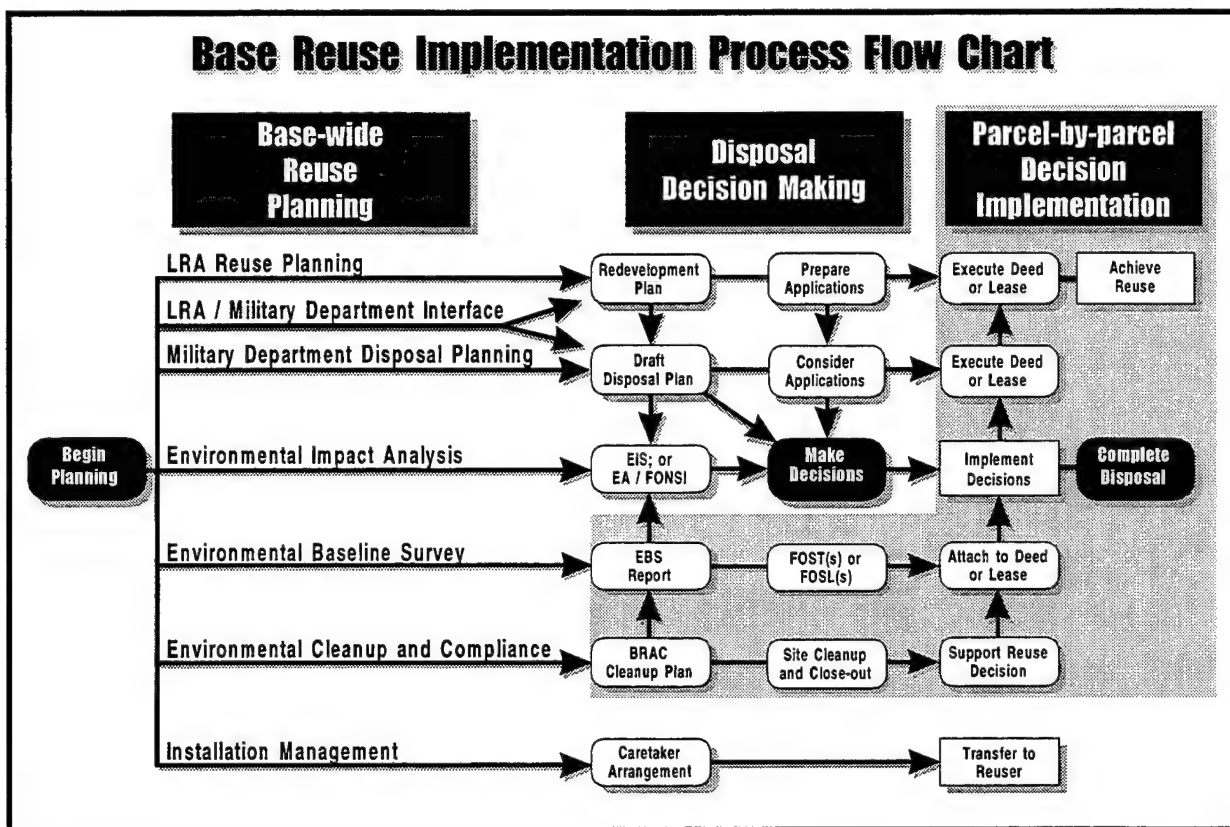 Base Reuse Implementation Process Flow Chart
Base-wide
Reuse
Planning
Disposal
Decision Making
Parcel-by-parcel
Decision
Implementation
LRA Reuse Planning
Redevelopment
Plan
Prepare
Applications
Execute Deed
or Lease
Achieve
Reuse
LRA / Military Department Interface
Military Department Disposal Planning
Draft
Disposal Plan
Consider
Applications
Execute Deed
or Lease
Begin
Planning
Environmental Impact Analysis
EIS; or
EA / FONSI
Make
Decisions
Implement
Decisions
Complete
Disposal
Environmental Baseline Survey
EBS
Report
FOST(s) or
FOSL(s)
Attach to Deed
or Lease
Environmental Cleanup and Compliance
BRAC
Cleanup Plan
Site Cleanup
and Close-out
Support Reuse
Decision
Installation Management
Caretaker
Arrangement
Transfer to
Reuser